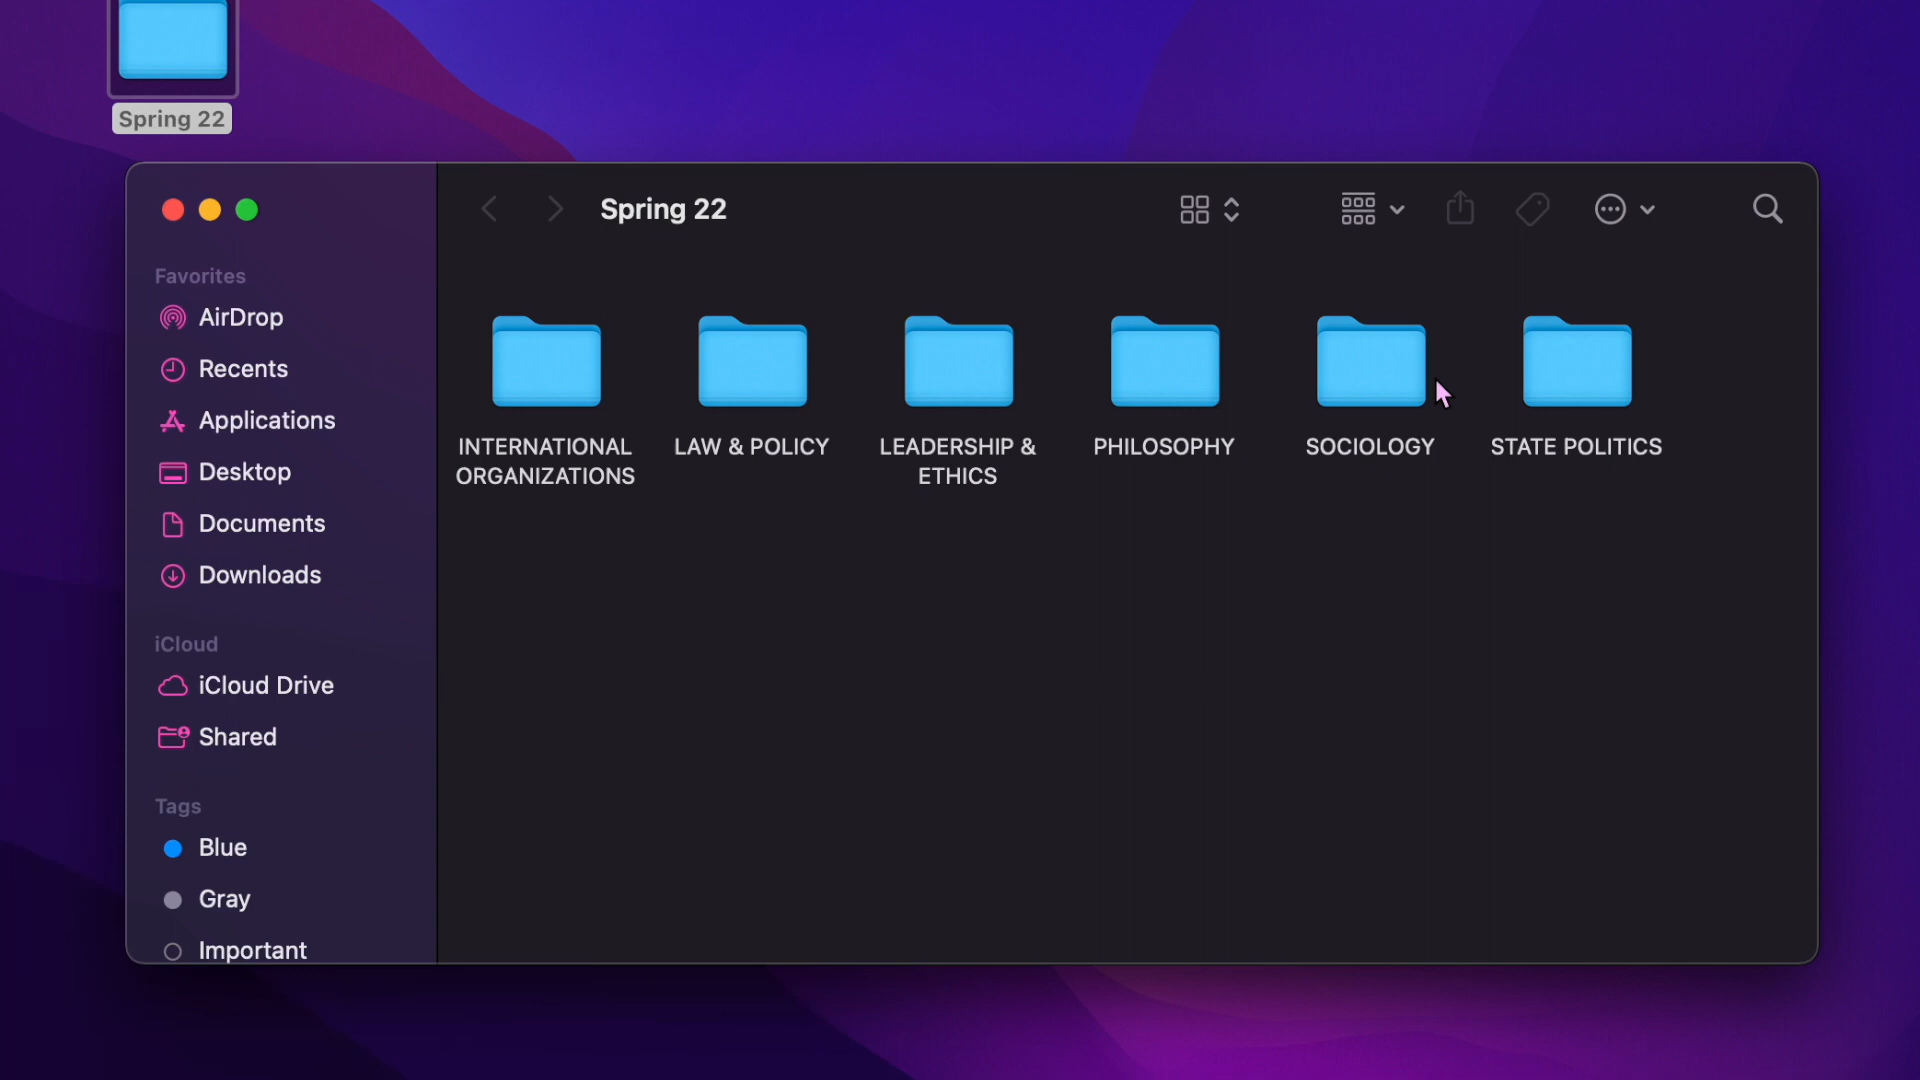 Spring 22
Spring 22
Favorites
AirDrop
Recents
Applications
Desktop
Documents
Downloads
iCloud
iCloud Drive
Shared
Tags
Blue
Gray
Important
INTERNATIONAL
ORGANIZATIONS
LAW & POLICY
LEADERSHIP &
ETHICS
PHILOSOPHY
SOCIOLOGY
STATE POLITICS